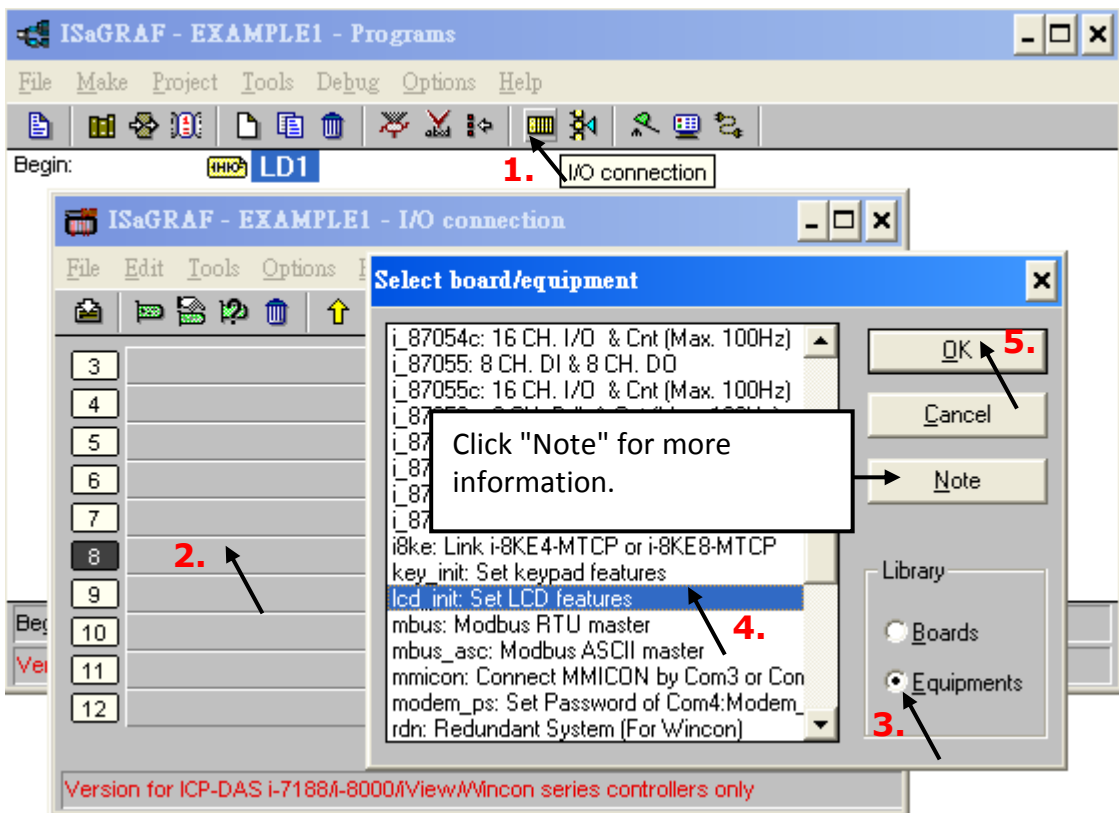 ISaGRAF - EXAMPLE1 - Programs
File Make Project Tools Debug Options Help
Begin: LD1
1. I/O connection
ISaGRAF - EXAMPLE1 - I/O connection
File Edit Tools Options
Select board/equipment
i_87054c: 16 CH. I/O & Cnt (Max. 100Hz)
i_87055: 8 CH. DI & 8 CH. DO
i_87055c: 16 CH. I/O & Cnt (Max. 100Hz)
Click "Note" for more
information.
i8ke: Link i-8KE4-MTCP or i-8KE8-MTCP
key_init: Set keypad features
lcd_init: Set LCD features
mbus: Modbus RTU master
mbus_asc: Modbus ASCII master
mmicon: Connect MMICON by Com3 or Con
modem_ps: Set Password of Com4:Modem_
rdn: Redundant System (For Wincon)
4.
OK
5.
Cancel
Note
Library
Boards
Equipments
3.
3
4
5
6
7
8
2.
9
10
11
12
Version for ICP-DAS i-7188/i-8000/iView/Wincon series controllers only